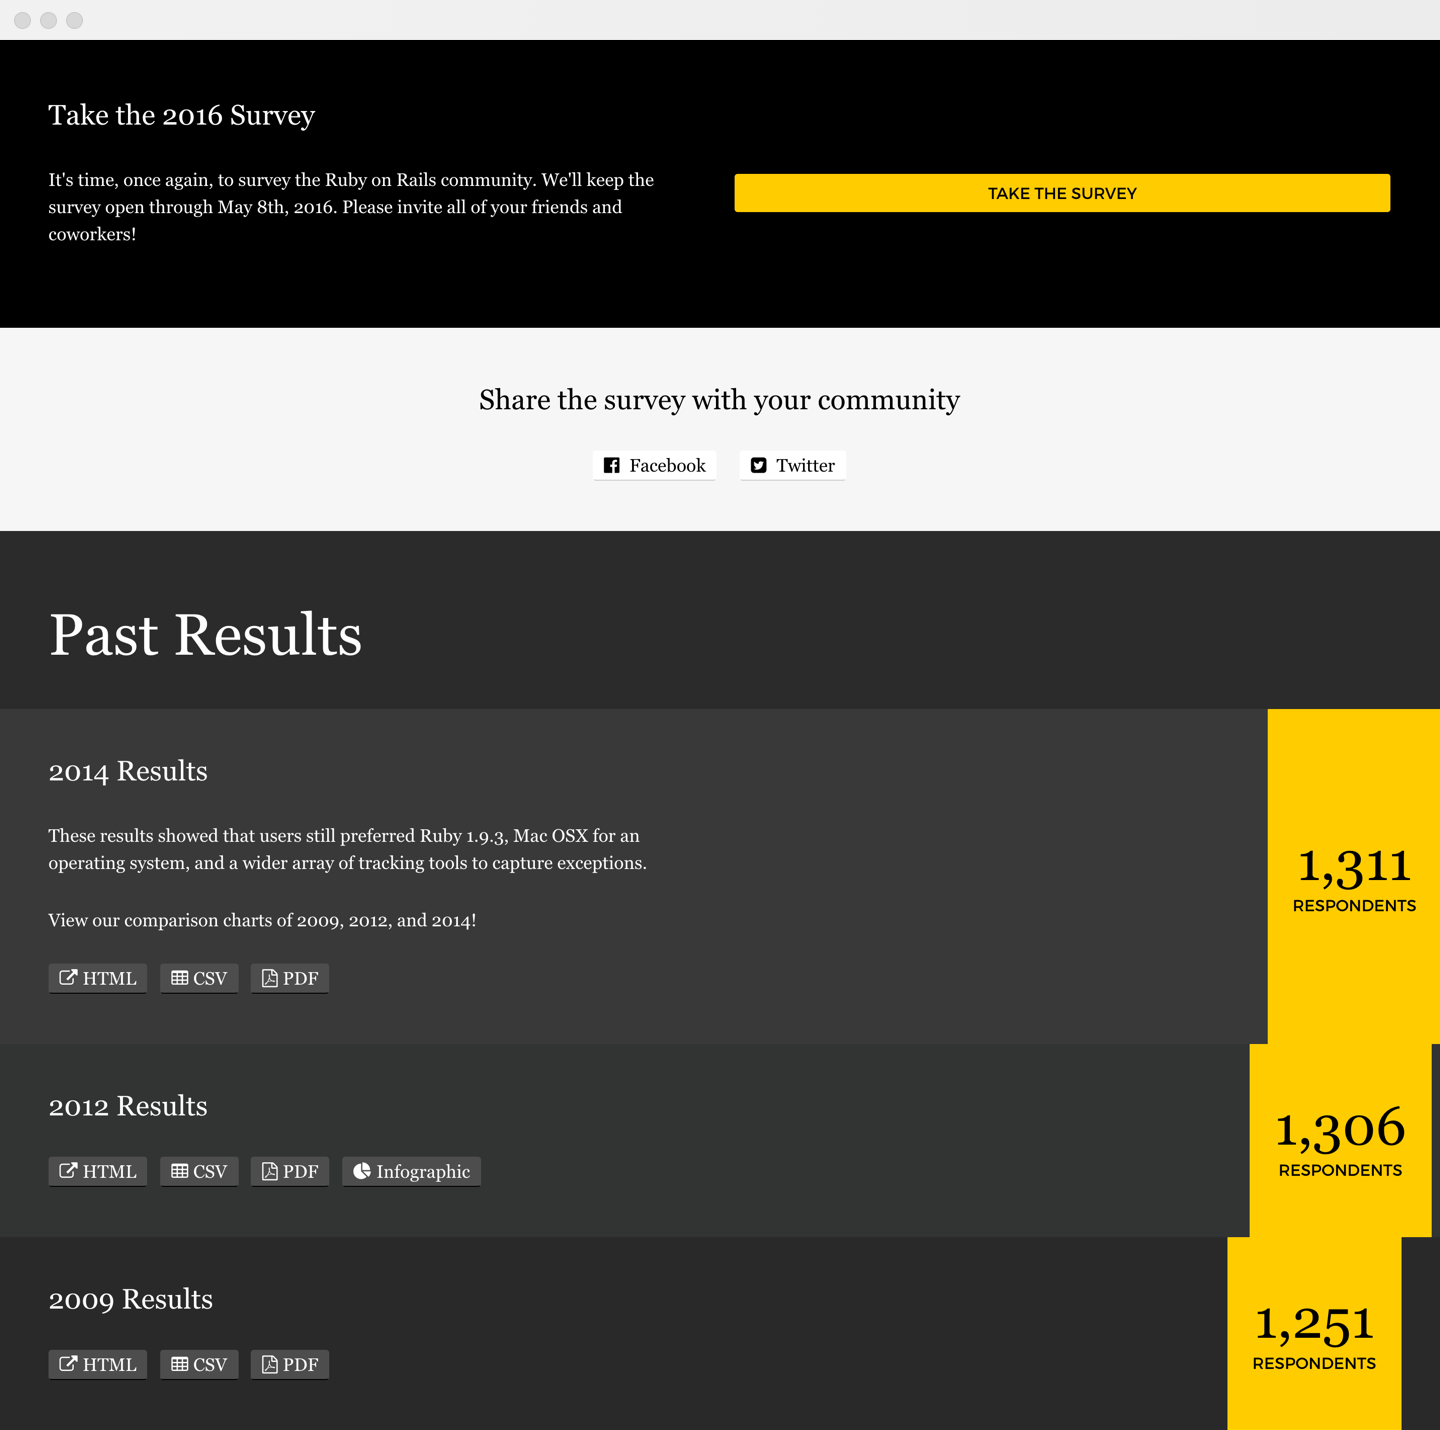 Take the 2016 Survey
It's time, once again, to survey the Ruby on Rails community. We'll keep the
survey open through May 8th, 2016. Please invite all of your friends and
coworkers!
TAKE THE SURVEY
Share the survey with your community
Facebook
Twitter
Past Results
2014 Results
These results showed that users still preferred Ruby 1.9.3, Mac OSX for an
operating system, and a wider array of tracking tools to capture exceptions.
View our comparison charts of 2009, 2012, and 2014!
HTML
CSV
PDF
1,311
RESPONDENTS
2012 Results
HTML
CSV
PDF
Infographic
1,306
RESPONDENTS
2009 Results
HTML
CSV
PDF
1,251
RESPONDENTS